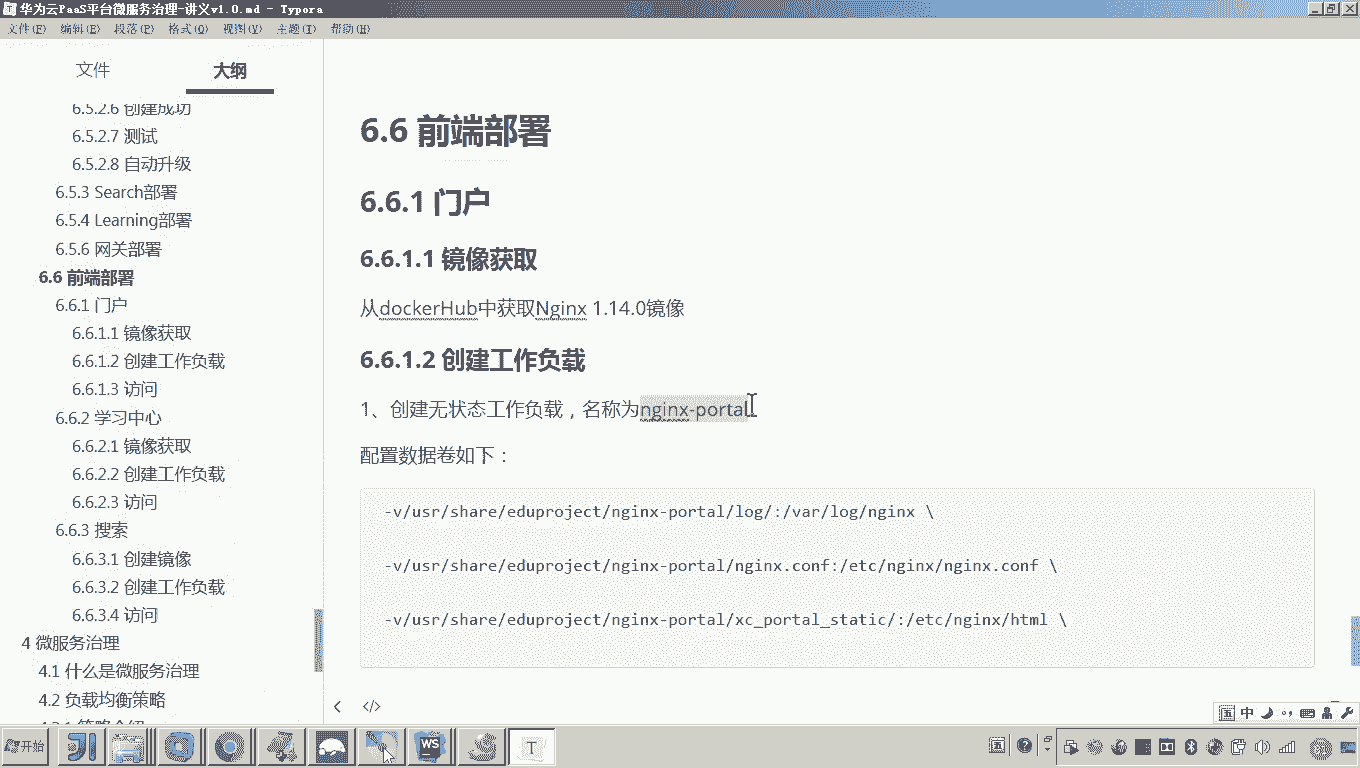 华为云PaaS平台微服务治理-讲义v1.0.md - Typora
文件(F) 编辑(E) 段落(P) 格式(O) 视图(V) 主题(T) 帮助(H)
文件 大纲
6.5.2.6 创建成功
6.5.2.7 测试
6.5.2.8 自动升级
6.5.3 Search部署
6.5.4 Learning部署
6.5.6 网关部署
6.6 前端部署
6.6.1 门户
6.6.1.1 镜像获取
6.6.1.2 创建工作负载
6.6.1.3 访问
6.6.2 学习中心
6.6.2.1 镜像获取
6.6.2.2 创建工作负载
6.6.2.3 访问
6.6.3 搜索
6.6.3.1 创建镜像
6.6.3.2 创建工作负载
6.6.3.4 访问
4 微服务治理
4.1 什么是微服务治理
4.2 负载均衡策略
6.6 前端部署
6.6.1 门户
6.6.1.1 镜像获取
从dockerHub中获取Nginx 1.14.0镜像
6.6.1.2 创建工作负载
1、创建无状态工作负载，名称为nginx-portal
配置数据卷如下：
-v/usr/share/eduproject/nginx-portal/log/:/var/log/nginx \
-v/usr/share/eduproject/nginx-portal/nginx.conf:/etc/nginx/nginx.conf \
-v/usr/share/eduproject/nginx-portal/xc_portal_static/:/etc/nginx/html \
</> 
中
开始
WS
T